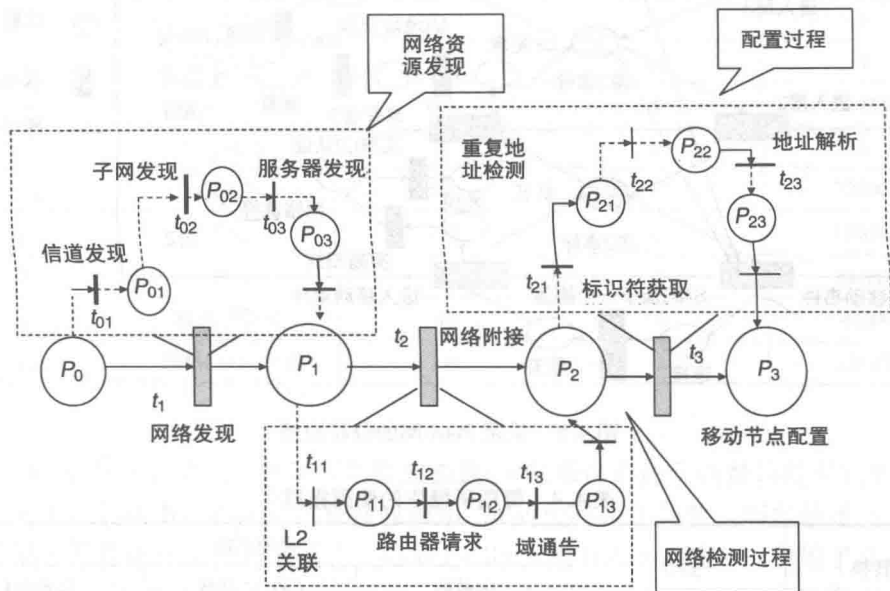 网络资
源发现
配置过程
子网发现
服务器发现
P02
t02
t03
信道发现
P03
P01
t01
重复地
址检测
地址解析
P22
t22
t23
P21
P23
t21
标识符获取
P0
t1
网络发现
P1
t2
网络附接
P2
t3
P3
移动节点配置
t11
t12
t13
P11
P12
P13
L2
关联
路由器请求
域通告
网络检测过程